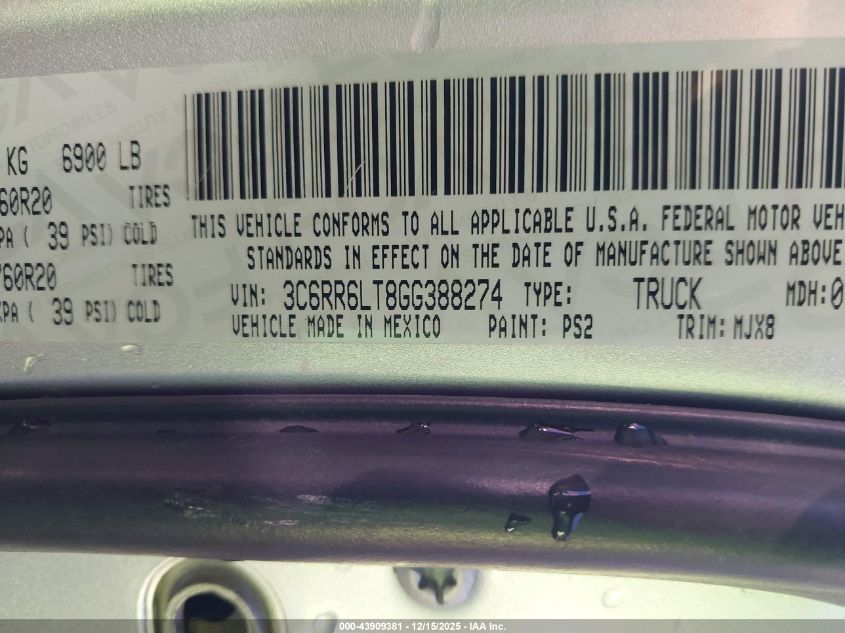 KG 6900 LB
60R20 TIRES
PA ( 39 PSI) COLD
/60R20 TIRES
KPA ( 39 PSI) COLD
THIS VEHICLE CONFORMS TO ALL APPLICABLE U.S.A. FEDERAL MOTOR VEH
STANDARDS IN EFFECT ON THE DATE OF MANUFACTURE SHOWN ABOVE
VIN: 3C6RR6LT8GG388274 TYPE: TRUCK MDH:0
VEHICLE MADE IN MEXICO PAINT: PS2 TRIM: MJX8
000-43909381 - 12/15/2025 - IAA Inc.